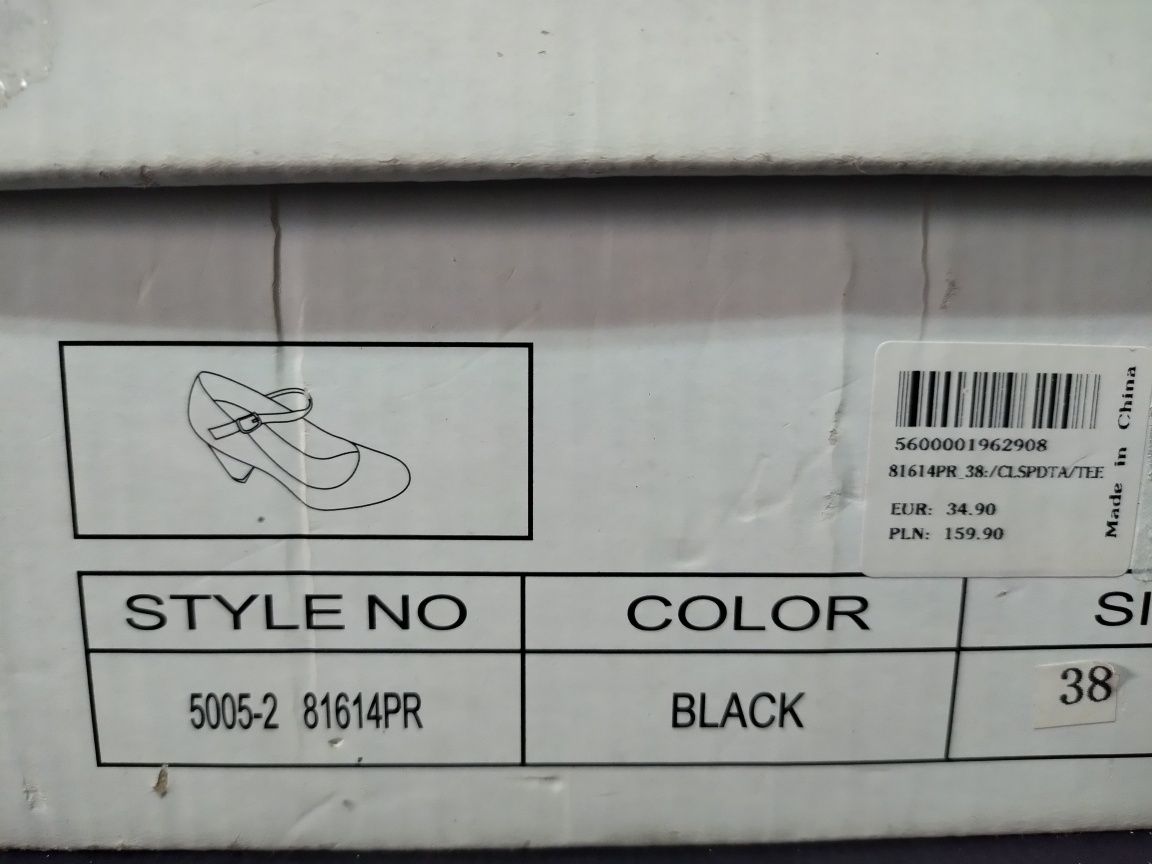 5600001962908
81614PR_38:/CLSPDTA/TEE
EUR: 34.90
PLN: 159.90
Made in China
STYLE NO COLOR SI
5005-2 81614PR BLACK 38